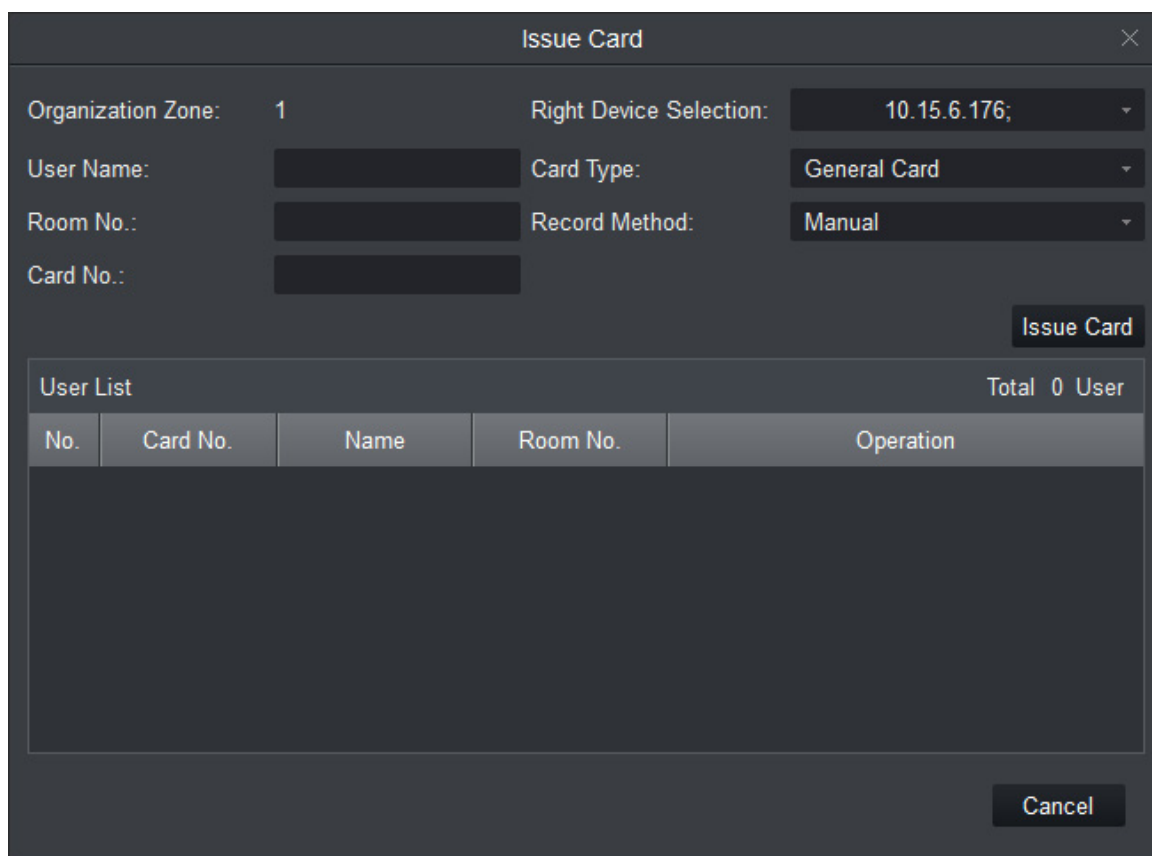 Issue Card
Organization Zone: 1 Right Device Selection: 10.15.6.176;
User Name: Card Type: General Card
Room No.: Record Method: Manual
Card No.:
Issue Card
User List Total 0 User
No. Card No. Name Room No. Operation
Cancel